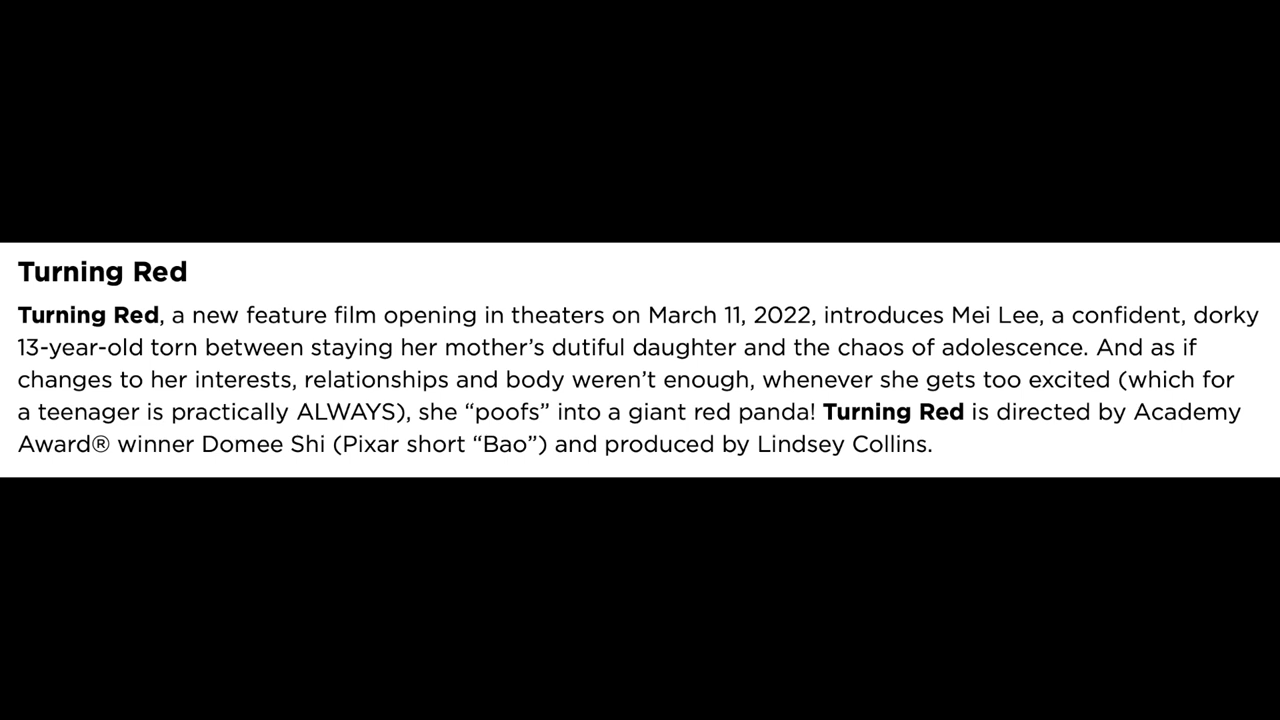 Turning Red
Turning Red, a new feature film opening in theaters on March 11, 2022, introduces Mei Lee, a confident, dorky
13-year-old torn between staying her mother’s dutiful daughter and the chaos of adolescence. And as if
changes to her interests, relationships and body weren’t enough, whenever she gets too excited (which for
a teenager is practically ALWAYS), she “poofs” into a giant red panda! Turning Red is directed by Academy
Award® winner Domee Shi (Pixar short “Bao”) and produced by Lindsey Collins.